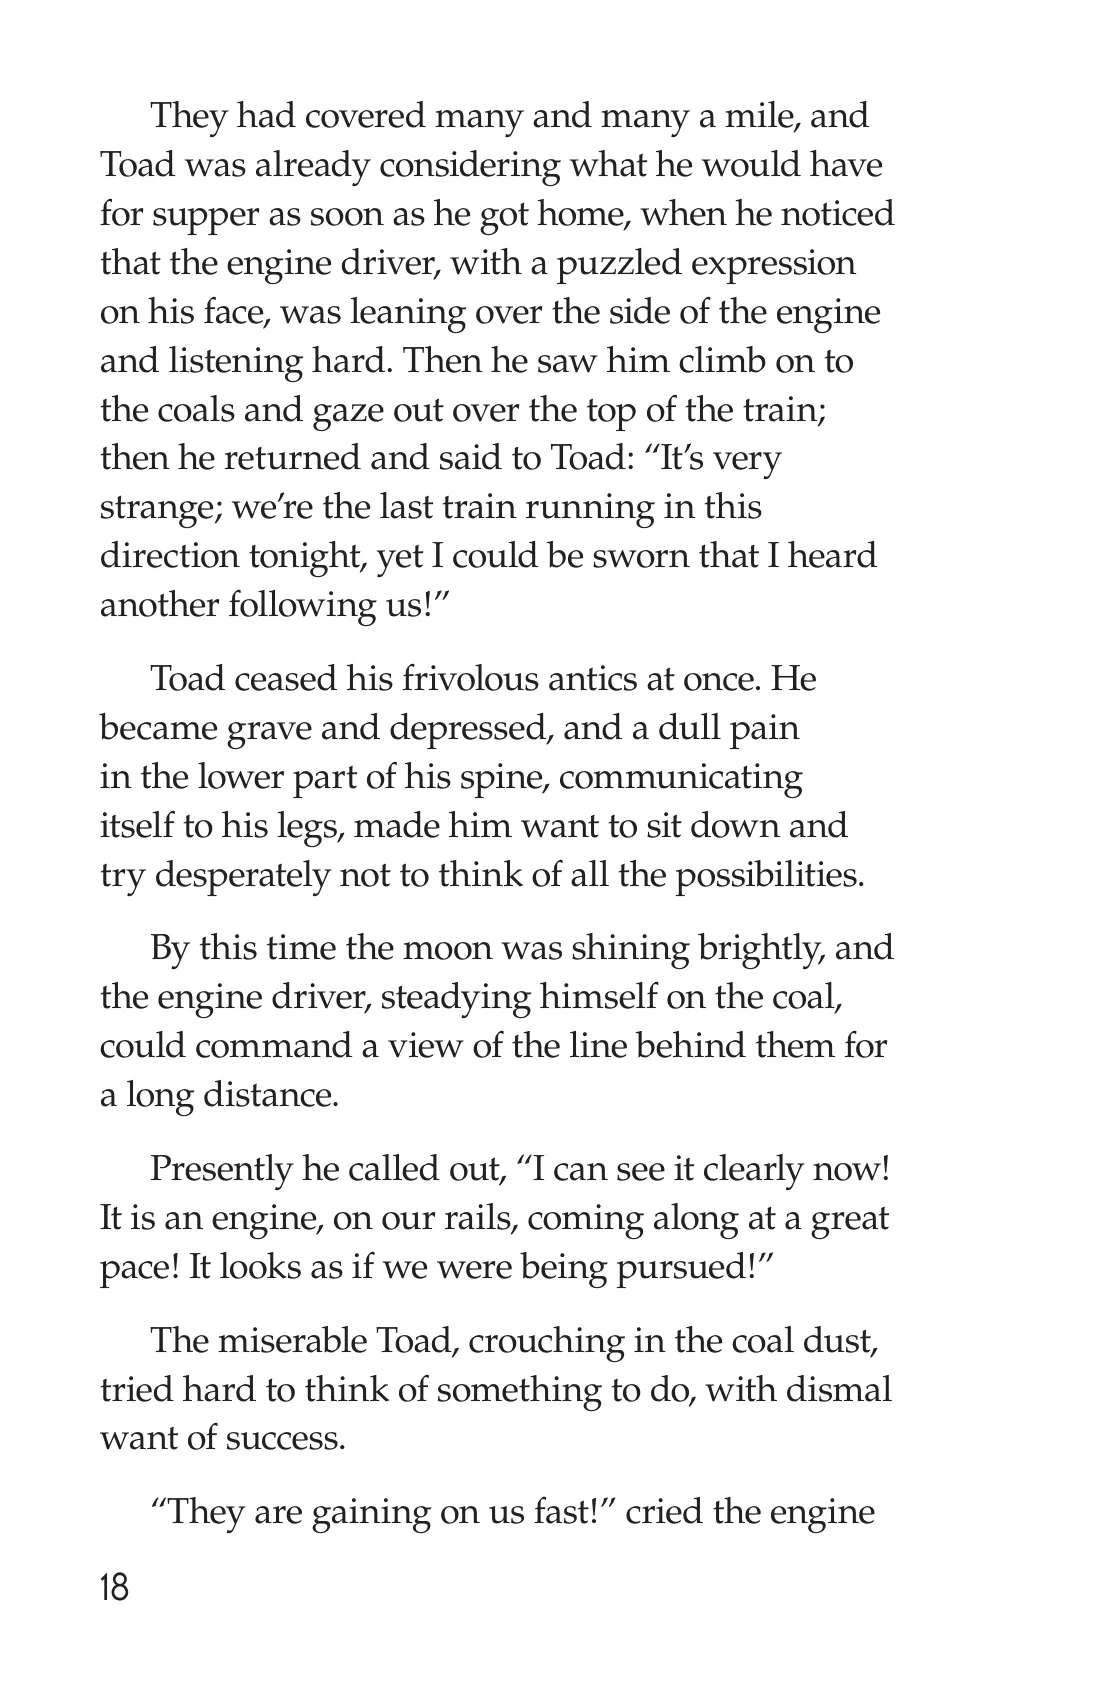 They had covered many and many a mile, and
Toad was already considering what he would have
for supper as soon as he got home, when he noticed
that the engine driver, with a puzzled expression
on his face, was leaning over the side of the engine
and listening hard. Then he saw him climb on to
the coals and gaze out over the top of the train;
then he returned and said to Toad: “It’s very
strange; we’re the last train running in this
direction tonight, yet I could be sworn that I heard
another following us!”
Toad ceased his frivolous antics at once. He
became grave and depressed, and a dull pain
in the lower part of his spine, communicating
itself to his legs, made him want to sit down and
try desperately not to think of all the possibilities.
By this time the moon was shining brightly, and
the engine driver, steadying himself on the coal,
could command a view of the line behind them for
a long distance.
Presently he called out, “I can see it clearly now!
It is an engine, on our rails, coming along at a great
pace! It looks as if we were being pursued!”
The miserable Toad, crouching in the coal dust,
tried hard to think of something to do, with dismal
want of success.
“They are gaining on us fast!” cried the engine
18